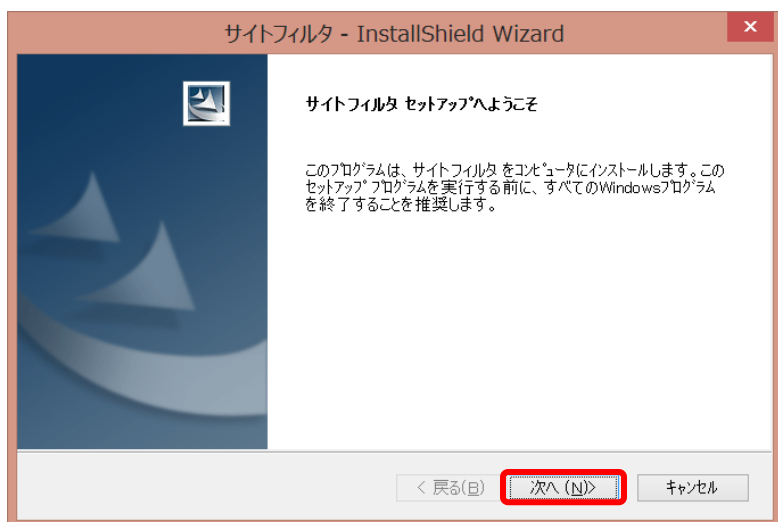 サイトフィルタ - InstallShield Wizard
×
サイトフィルタ セットアップへようこそ
このプログラムは、サイトフィルタ をコンピュータにインストールします。この
セットアップ プログラムを実行する前に、すべてのWindowsプログラム
を終了することを推奨します。
< 戻る(B) 次へ (N)> キャンセル